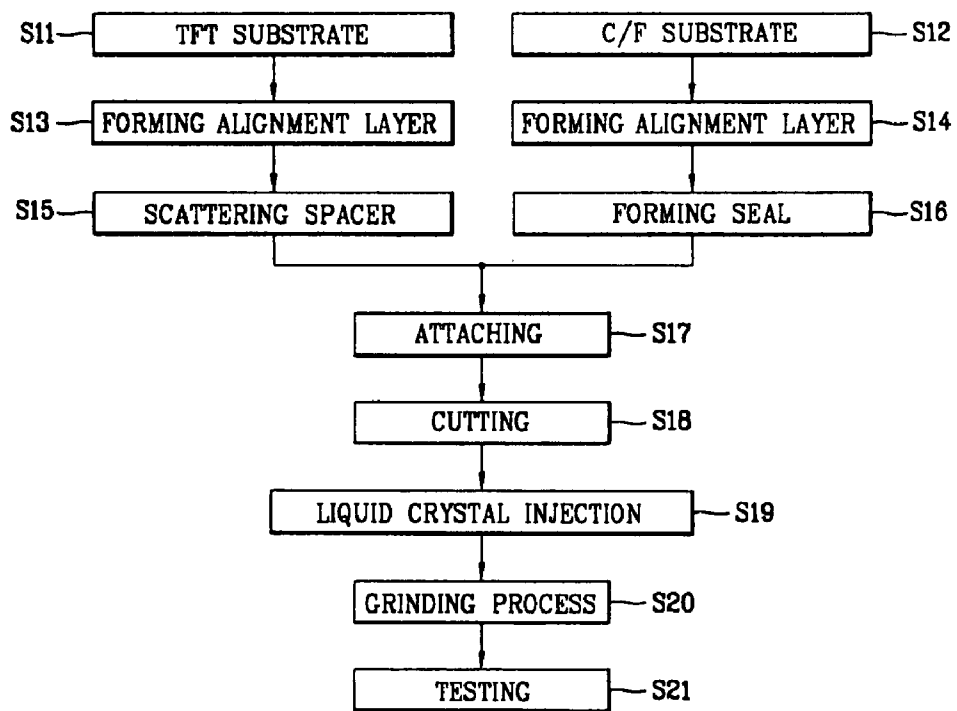 S11 TFT SUBSTRATE C/F SUBSTRATE S12
S13 FORMING ALIGNMENT LAYER FORMING ALIGNMENT LAYER S14
S15 SCATTERING SPACER FORMING SEAL S16
ATTACHING S17
CUTTING S18
LIQUID CRYSTAL INJECTION S19
GRINDING PROCESS S20
TESTING S21